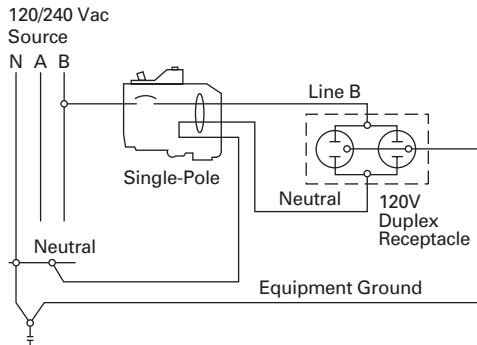 120/240 Vac
Source
N A B
Line B
Single-Pole
Neutral
120V
Duplex
Receptacle
Neutral
Equipment Ground